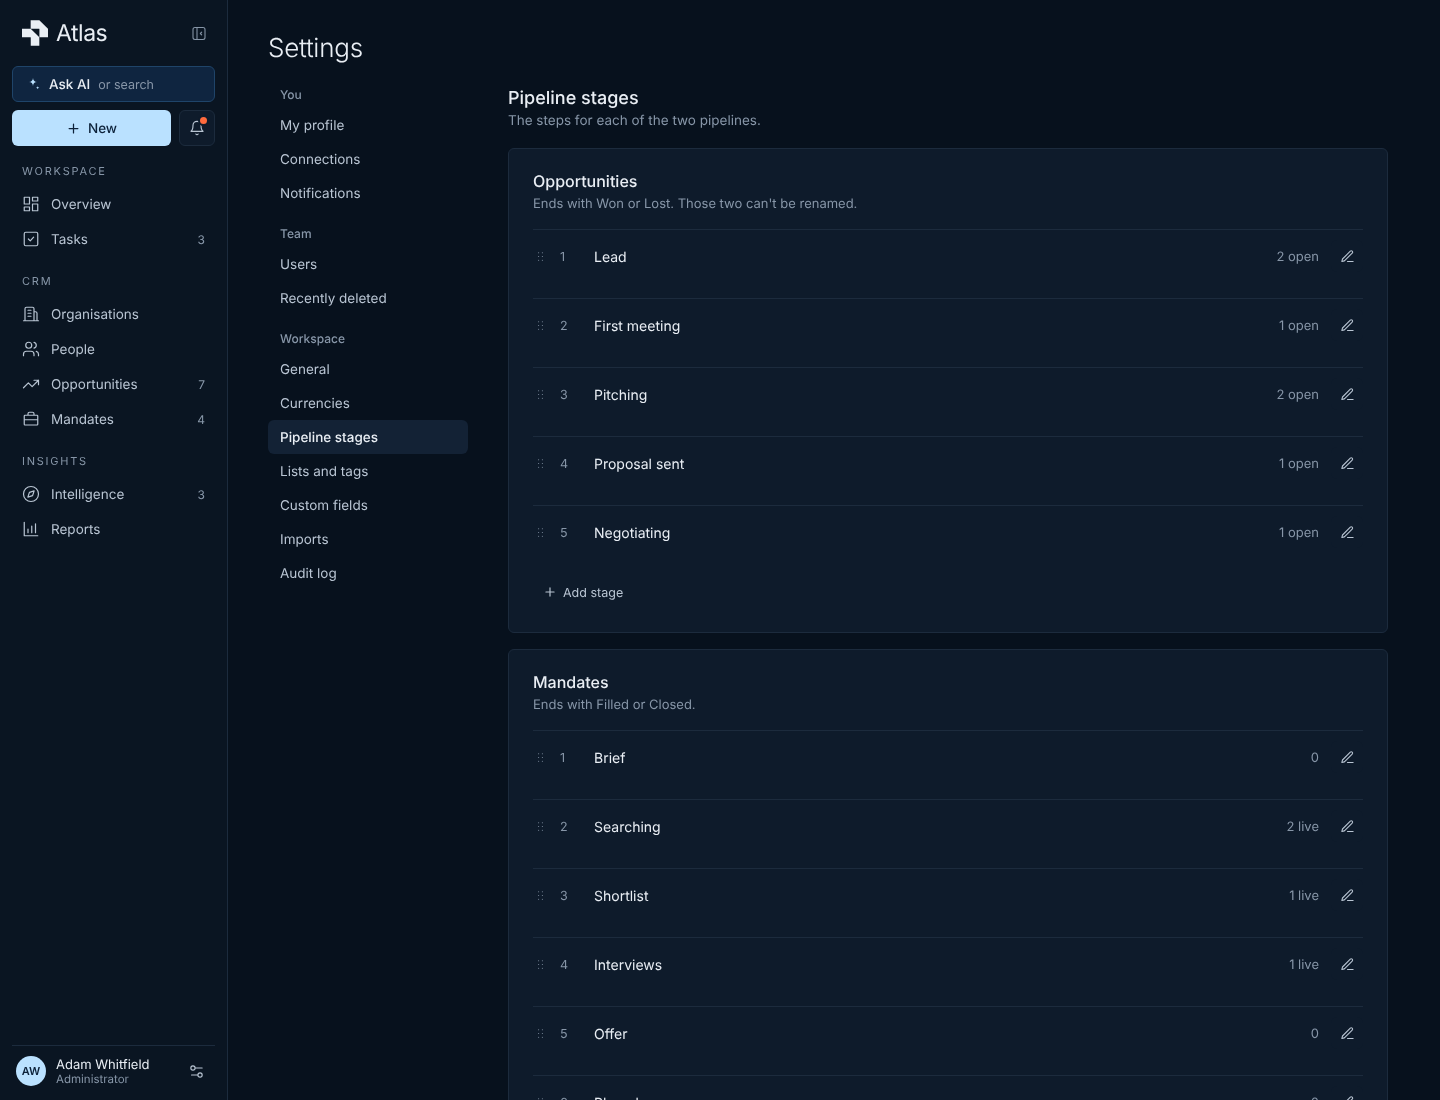 Atlas
Ask AI or search
New
WORKSPACE
Overview
Tasks 3
CRM
Organisations
People
Opportunities 7
Mandates 4
INSIGHTS
Intelligence 3
Reports
AW
Adam Whitfield
Administrator
Settings
You
My profile
Connections
Notifications
Team
Users
Recently deleted
Workspace
General
Currencies
Pipeline stages
Lists and tags
Custom fields
Imports
Audit log
Pipeline stages
The steps for each of the two pipelines.
Opportunities
Ends with Won or Lost. Those two can't be renamed.
1 Lead 2 open
2 First meeting 1 open
3 Pitching 2 open
4 Proposal sent 1 open
5 Negotiating 1 open
Add stage
Mandates
Ends with Filled or Closed.
1 Brief 0
2 Searching 2 live
3 Shortlist 1 live
4 Interviews 1 live
5 Offer 0